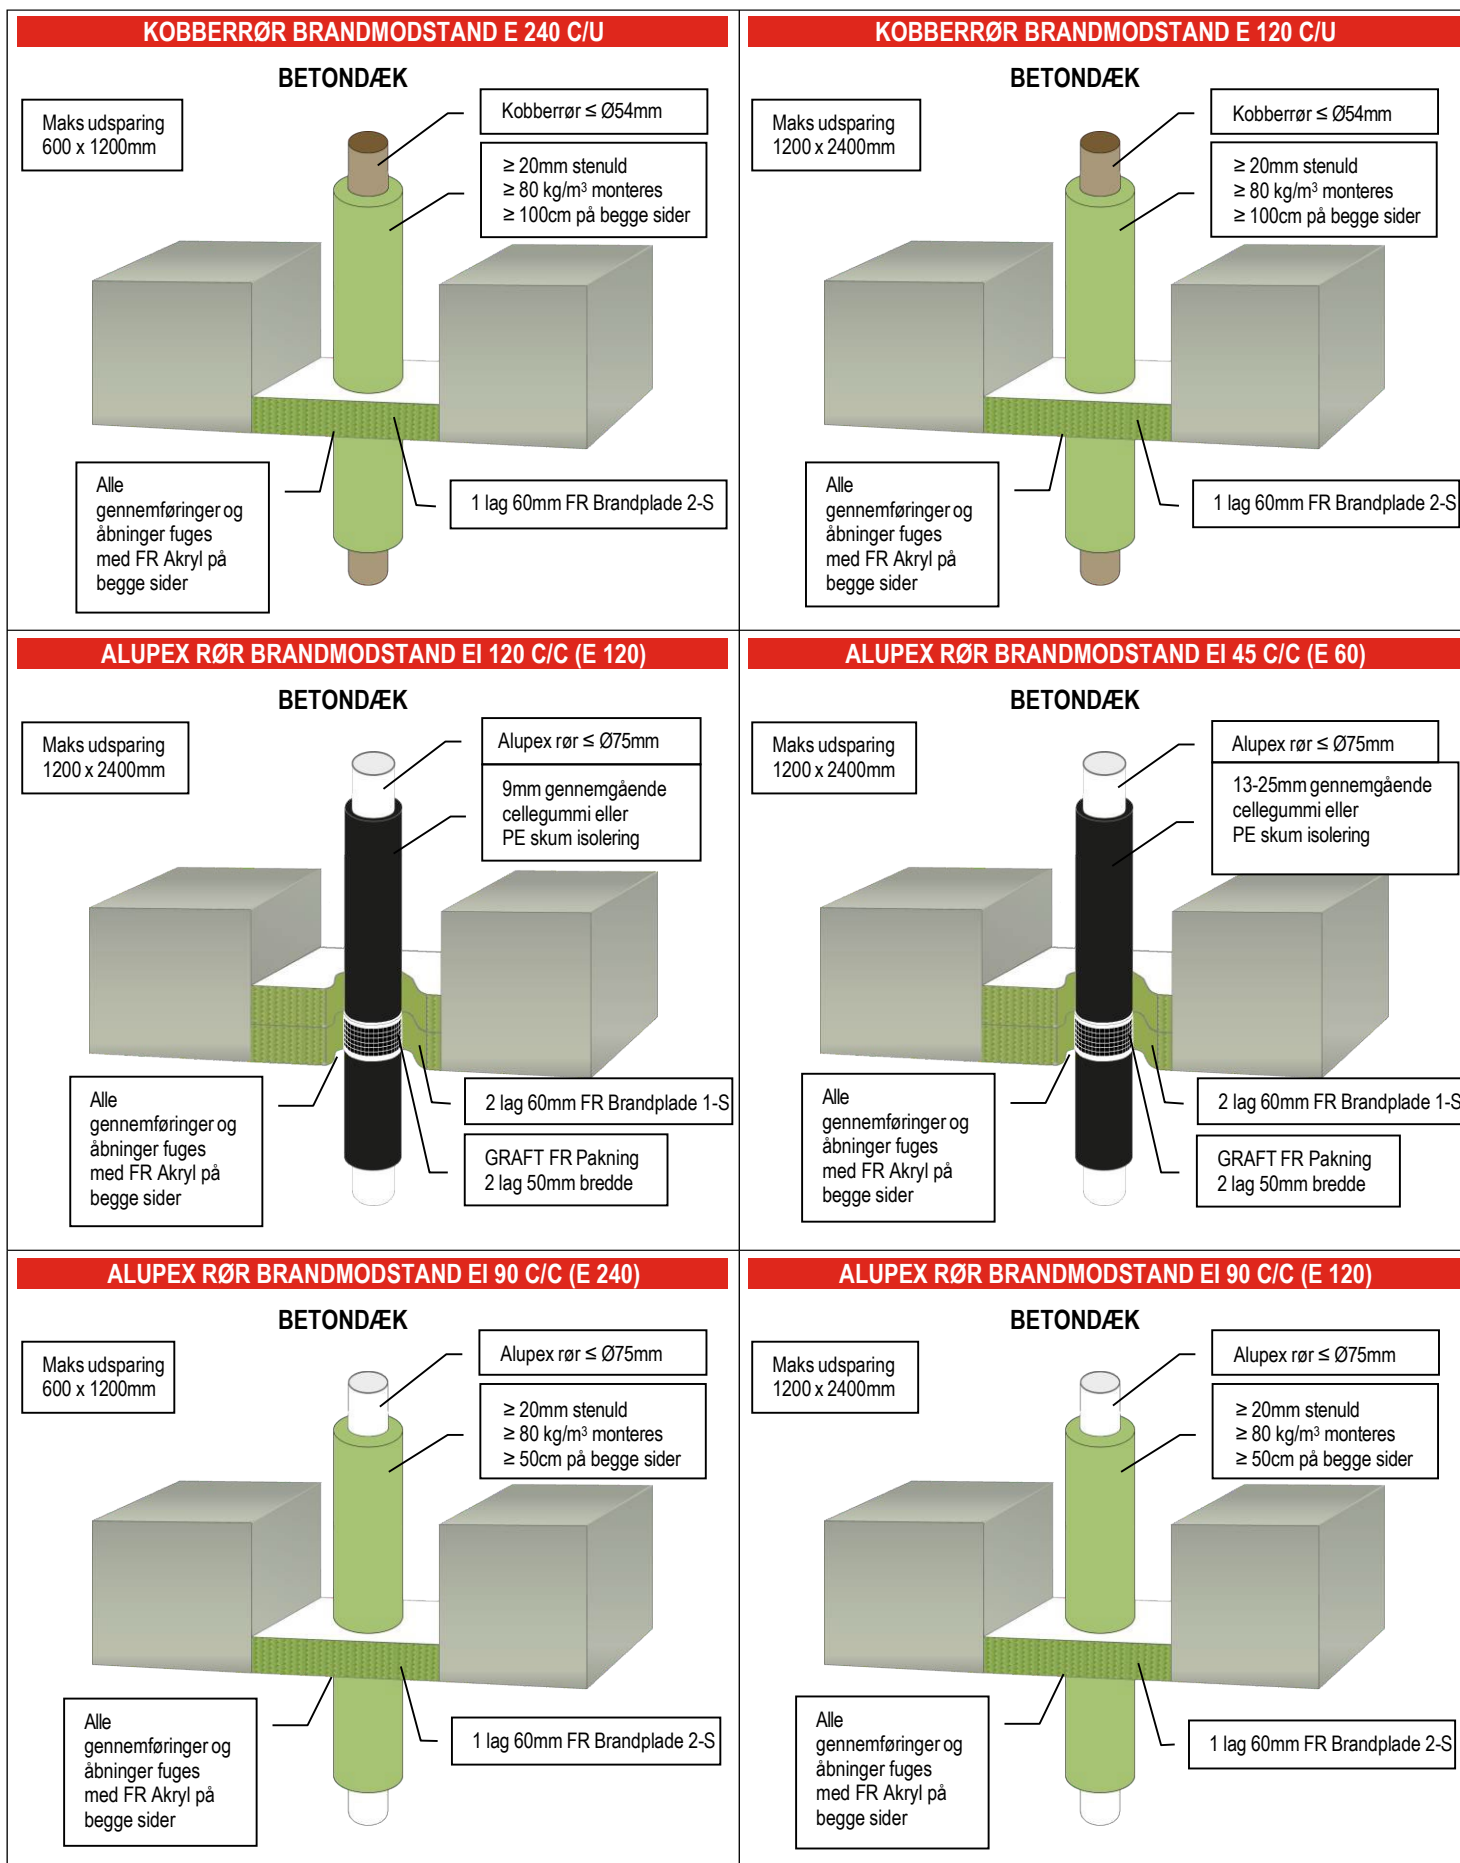 KOBBERRØR BRANDMODSTAND E 240 C/U
BETONDÆK
Maks udsparing
600 x 1200mm
Kobberrør ≤ Ø54mm
≥ 20mm stenuld
≥ 80 kg/m³ monteres
≥ 100cm på begge sider
Alle
gennemføringer og
åbninger fuges
med FR Akryl på
begge sider
1 lag 60mm FR Brandplade 2-S
KOBBERRØR BRANDMODSTAND E 120 C/U
BETONDÆK
Maks udsparing
1200 x 2400mm
Kobberrør ≤ Ø54mm
≥ 20mm stenuld
≥ 80 kg/m³ monteres
≥ 100cm på begge sider
Alle
gennemføringer og
åbninger fuges
med FR Akryl på
begge sider
1 lag 60mm FR Brandplade 2-S
ALUPEX RØR BRANDMODSTAND EI 120 C/C (E 120)
BETONDÆK
Maks udsparing
1200 x 2400mm
Alupex rør ≤ Ø75mm
9mm gennemgående
cellegummi eller
PE skum isolering
Alle
gennemføringer og
åbninger fuges
med FR Akryl på
begge sider
2 lag 60mm FR Brandplade 1-S
GRAFT FR Pakning
2 lag 50mm bredde
ALUPEX RØR BRANDMODSTAND EI 45 C/C (E 60)
BETONDÆK
Maks udsparing
1200 x 2400mm
Alupex rør ≤ Ø75mm
13-25mm gennemgående
cellegummi eller
PE skum isolering
Alle
gennemføringer og
åbninger fuges
med FR Akryl på
begge sider
2 lag 60mm FR Brandplade 1-S
GRAFT FR Pakning
2 lag 50mm bredde
ALUPEX RØR BRANDMODSTAND EI 90 C/C (E 240)
BETONDÆK
Maks udsparing
600 x 1200mm
Alupex rør ≤ Ø75mm
≥ 20mm stenuld
≥ 80 kg/m³ monteres
≥ 50cm på begge sider
Alle
gennemføringer og
åbninger fuges
med FR Akryl på
begge sider
1 lag 60mm FR Brandplade 2-S
ALUPEX RØR BRANDMODSTAND EI 90 C/C (E 120)
BETONDÆK
Maks udsparing
1200 x 2400mm
Alupex rør ≤ Ø75mm
≥ 20mm stenuld
≥ 80 kg/m³ monteres
≥ 50cm på begge sider
Alle
gennemføringer og
åbninger fuges
med FR Akryl på
begge sider
1 lag 60mm FR Brandplade 2-S